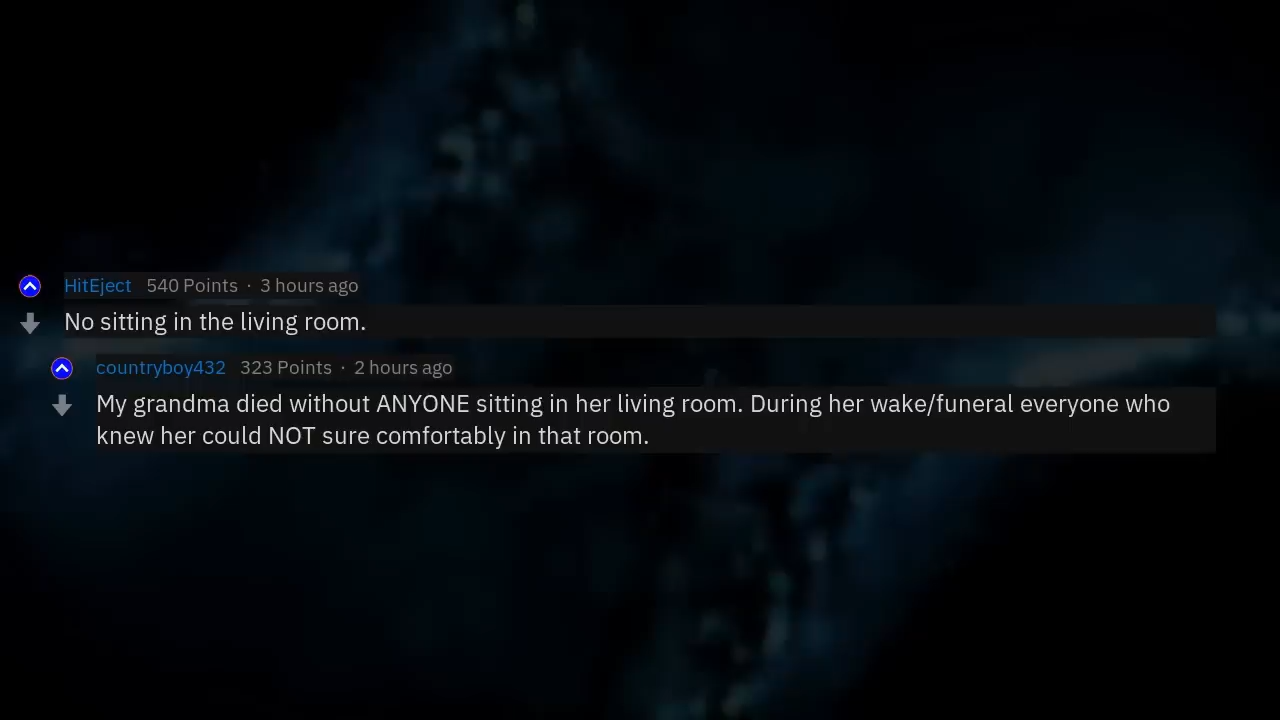 HitEject 540 Points · 3 hours ago
No sitting in the living room.
countryboy432 323 Points · 2 hours ago
My grandma died without ANYONE sitting in her living room. During her wake/funeral everyone who
knew her could NOT sure comfortably in that room.